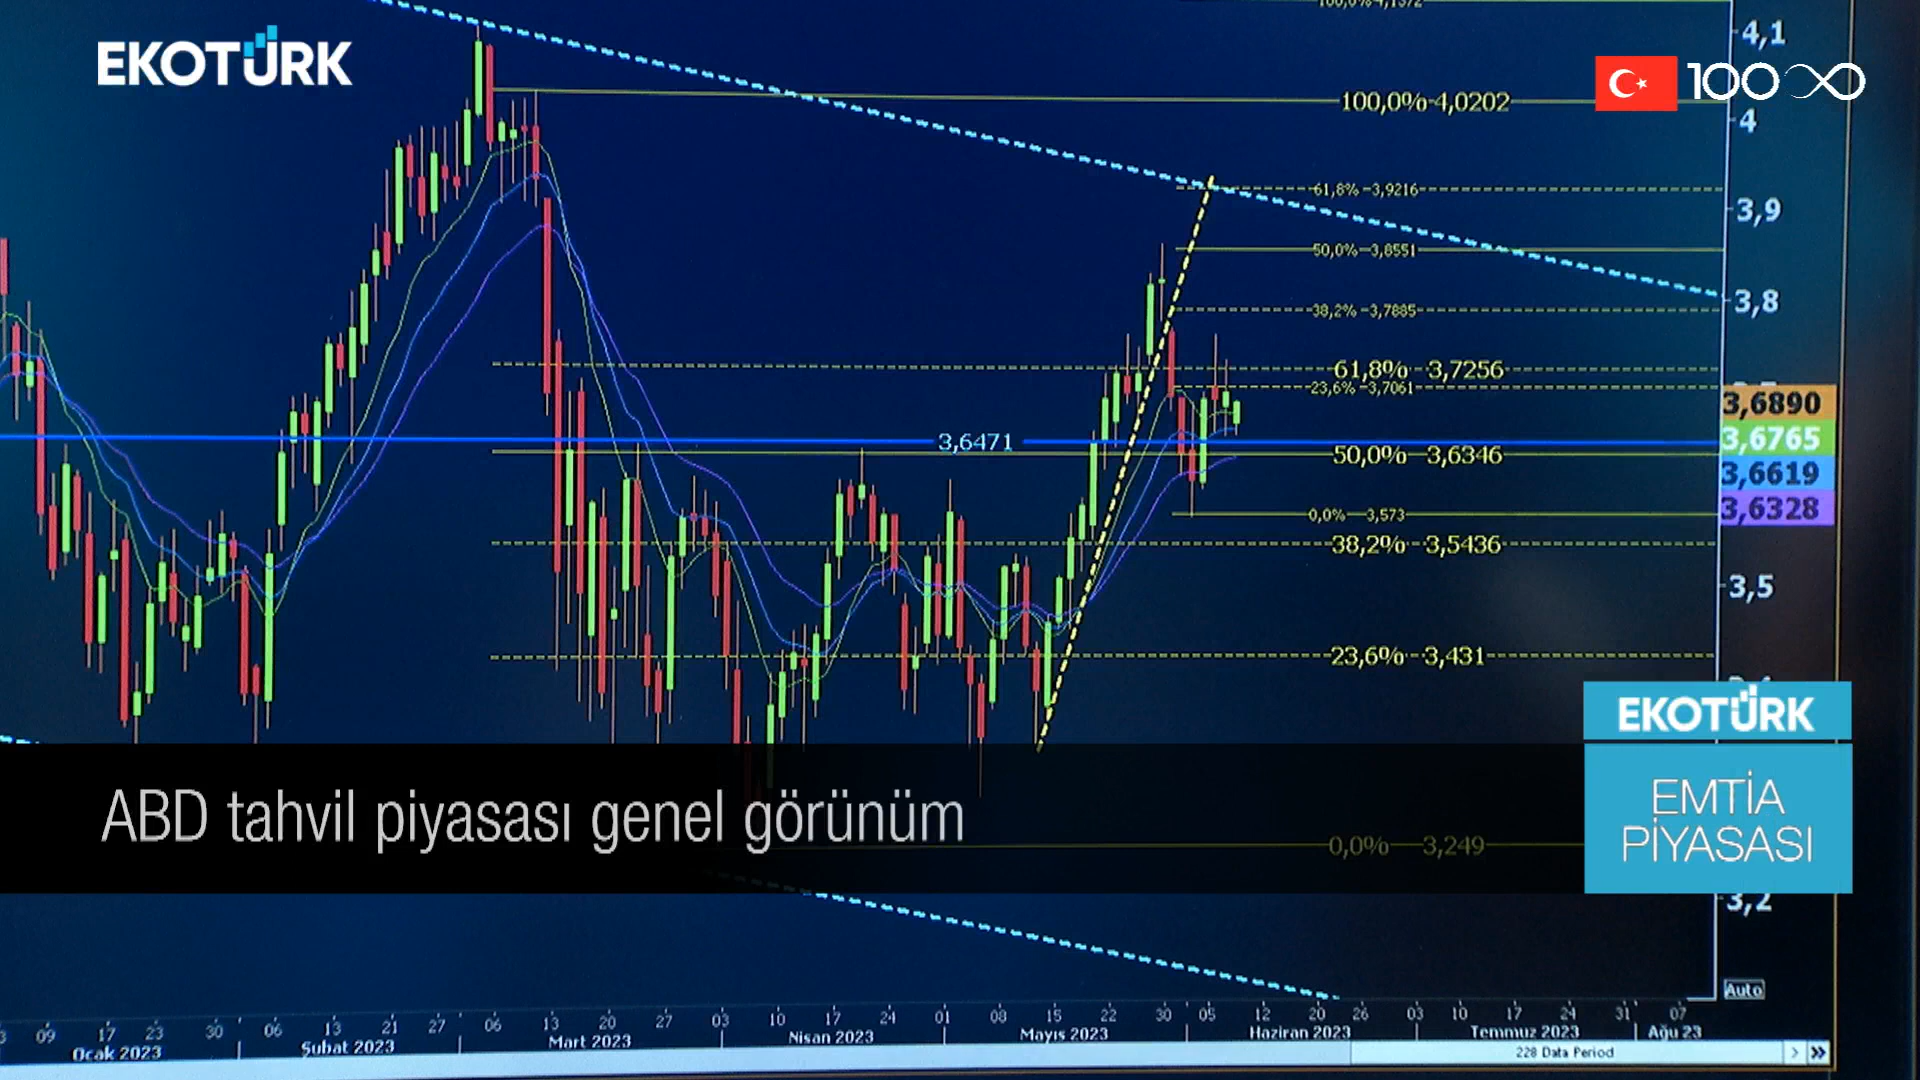 EKOTÜRK
100
4,1
100,0% 4,0202
4
61,8% 3,9216
3,9
50,0% 3,8551
3,8
38,2% 3,7885
61,8% 3,7256
23,6% 3,7061
3,6890
3,6471
3,6765
50,0% 3,6346
3,6619
3,6328
0,0% 3,573
38,2% 3,5436
3,5
23,6% 3,431
EKOTÜRK
EMTİA
PİYASASI
ABD tahvil piyasası genel görünüm
0,0% 3,249
3,2
Auto
09 17 23 30 06 13 21 27 06 13 20 27 03 10 17 24 01 08 15 22 30 05 12 20 26 03 10 17 24 31 07
Ocak 2023 Şubat 2023 Mart 2023 Nisan 2023 Mayıs 2023 Haziran 2023 Temmuz 2023 Ağu 23
228 Data Period